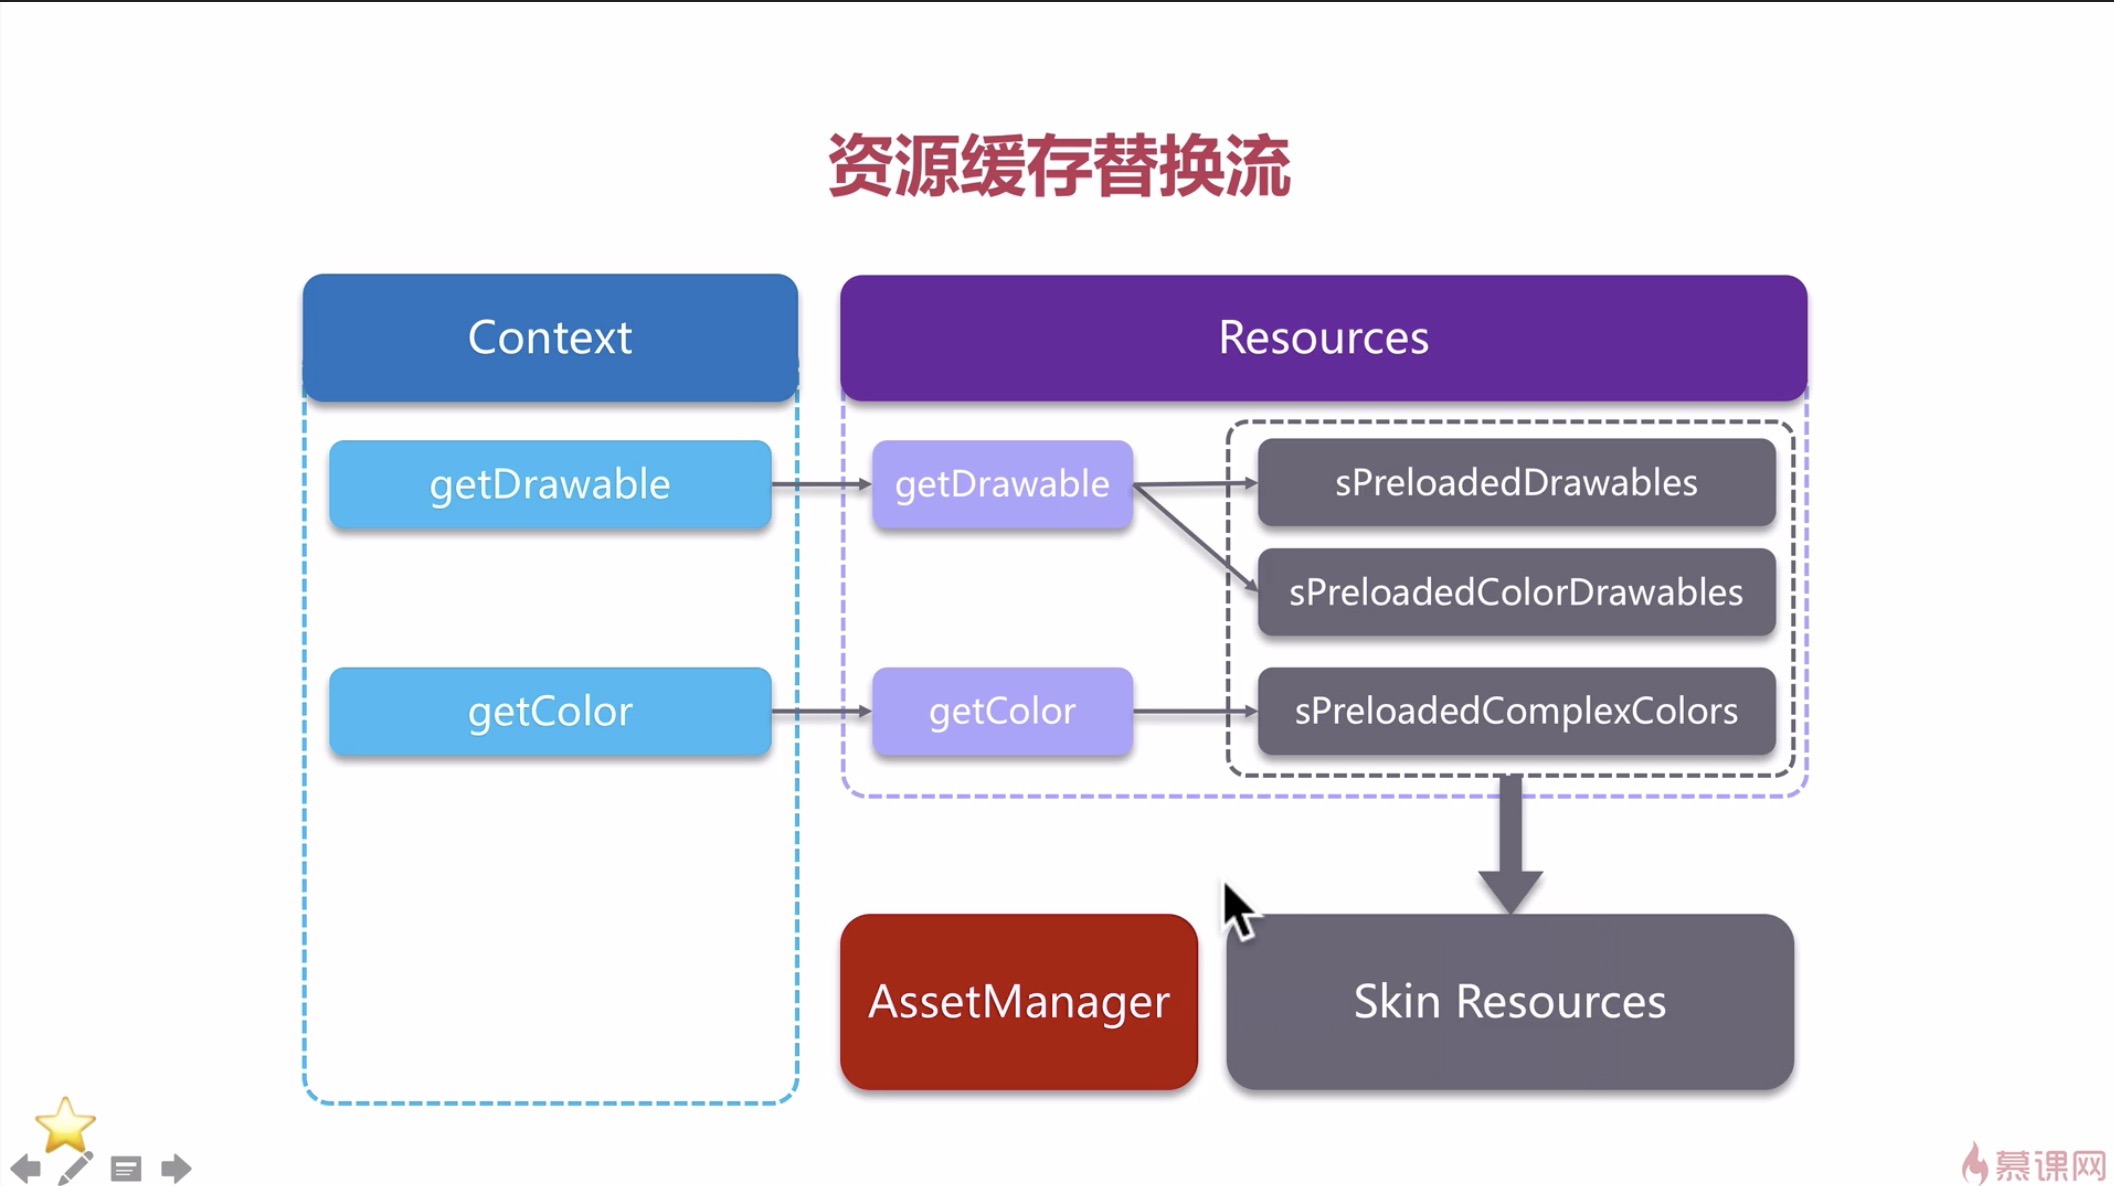 资源缓存替换流
Context
Resources
getDrawable
getDrawable
sPreloadedDrawables
sPreloadedColorDrawables
getColor
getColor
sPreloadedComplexColors
AssetManager
Skin Resources
慕课网